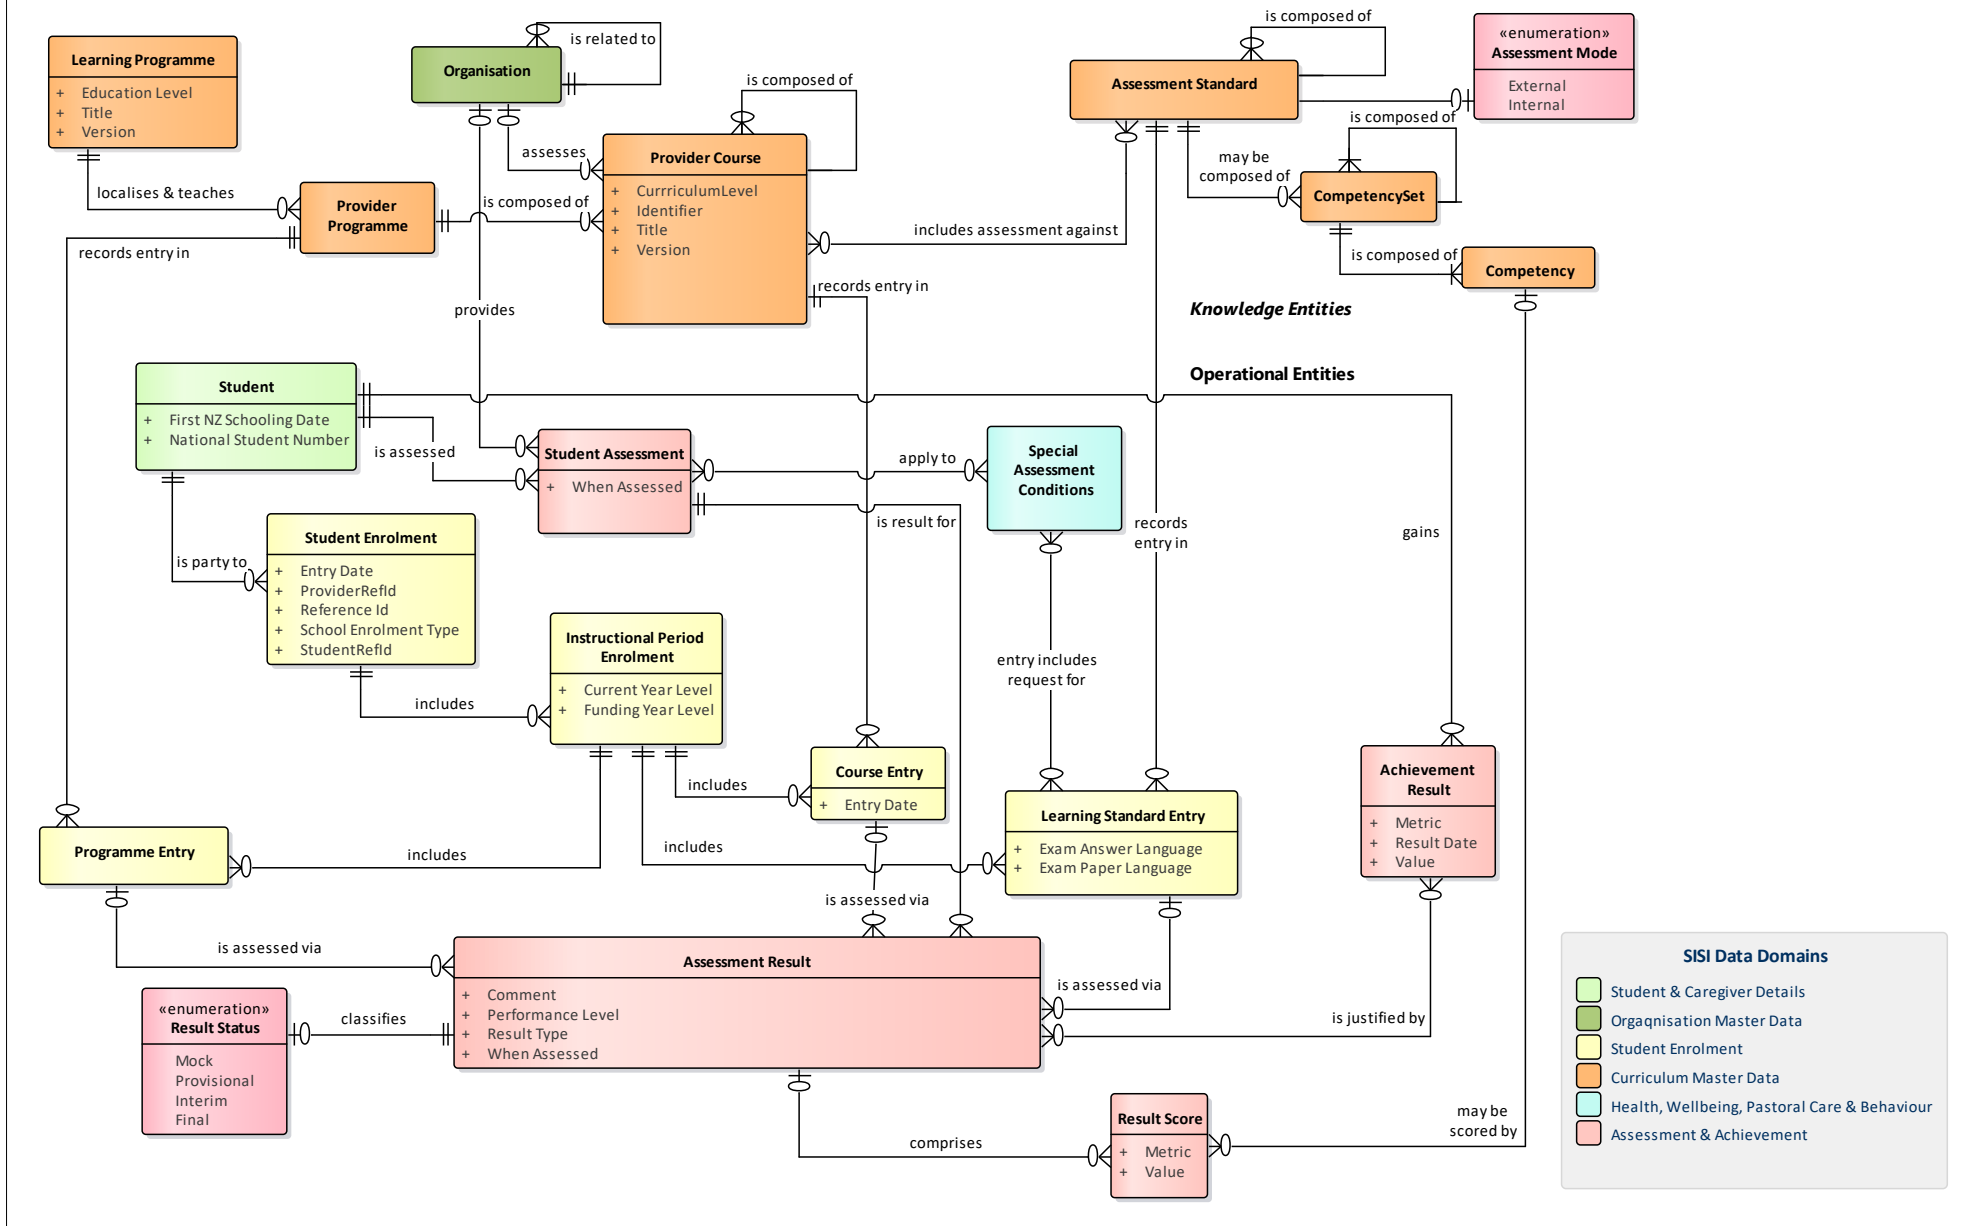 Learning Programme
+ Education Level
+ Title
+ Version
localises & teaches
Provider
Programme
records entry in
Organisation
is related to
assesses
is composed of
provides
is composed of
Provider Course
+ CurrriculumLevel
+ Identifier
+ Title
+ Version
includes assessment against
records entry in
is composed of
Assessment Standard
«enumeration»
Assessment Mode
External
Internal
may be
composed of
is composed of
CompetencySet
is composed of
Competency
Knowledge Entities
Operational Entities
Student
+ First NZ Schooling Date
+ National Student Number
is assessed
Student Assessment
+ When Assessed
apply to
Special
Assessment
Conditions
is result for
records
entry in
gains
is party to
Student Enrolment
+ Entry Date
+ ProviderRefId
+ Reference Id
+ School Enrolment Type
+ StudentRefId
includes
Instructional Period
Enrolment
+ Current Year Level
+ Funding Year Level
entry includes
request for
includes
Course Entry
+ Entry Date
includes
Learning Standard Entry
+ Exam Answer Language
+ Exam Paper Language
Achievement
Result
+ Metric
+ Result Date
+ Value
Programme Entry
includes
is assessed via
is assessed via
Assessment Result
+ Comment
+ Performance Level
+ Result Type
+ When Assessed
is assessed via
is justified by
«enumeration»
Result Status
Mock
Provisional
Interim
Final
classifies
comprises
Result Score
+ Metric
+ Value
may be
scored by
SISI Data Domains
Student & Caregiver Details
Orgaqnisation Master Data
Student Enrolment
Curriculum Master Data
Health, Wellbeing, Pastoral Care & Behaviour
Assessment & Achievement